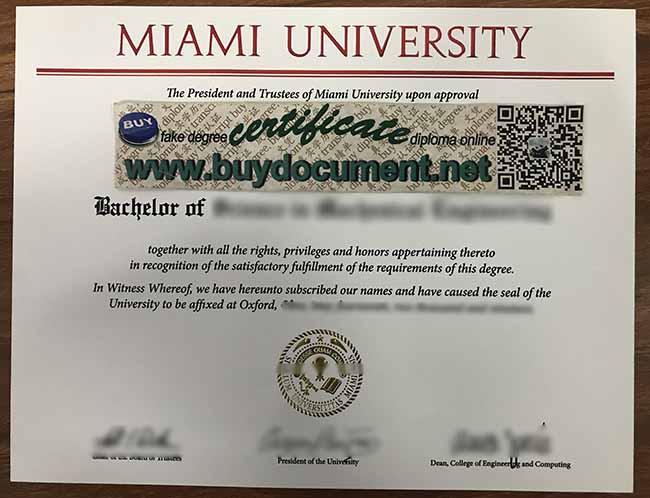 MIAMI UNIVERSITY
The President and Trustees of Miami University upon approval
BUY fake degree certificate diploma online
www.buydocument.net
Bachelor of
together with all the rights, privileges and honors appertaining thereto
in recognition of the satisfactory fulfillment of the requirements of this degree.
In Witness Whereof, we have hereunto subscribed our names and have caused the seal of the
University to be affixed at Oxford,
President of the University
Dean, College of Engineering and Computing